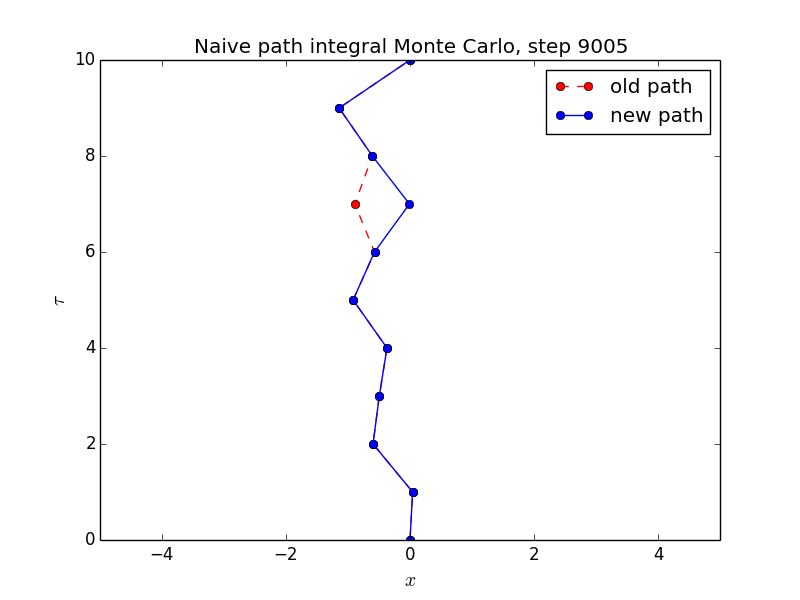 Naive path integral Monte Carlo, step 9005
old path
new path
10
8
6
4
2
0
τ
−4 −2 0 2 4
x